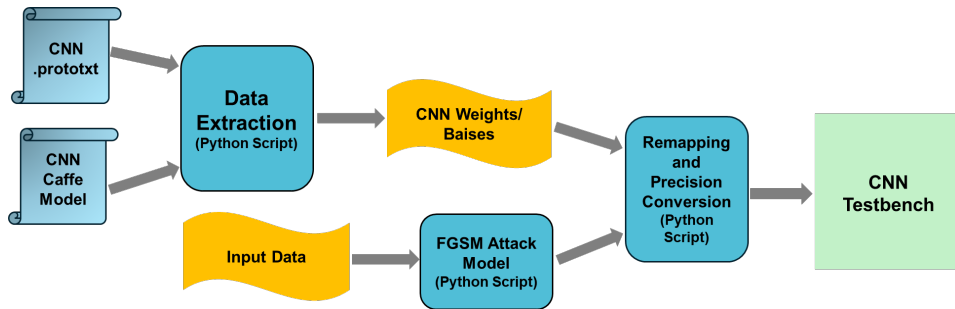 CNN
.prototxt
Data
Extraction
(Python Script)
CNN
Caffe
Model
CNN Weights/
Baises
Remapping
and
Precision
Conversion
(Python
Script)
CNN
Testbench
Input Data
FGSM Attack
Model
(Python Script)